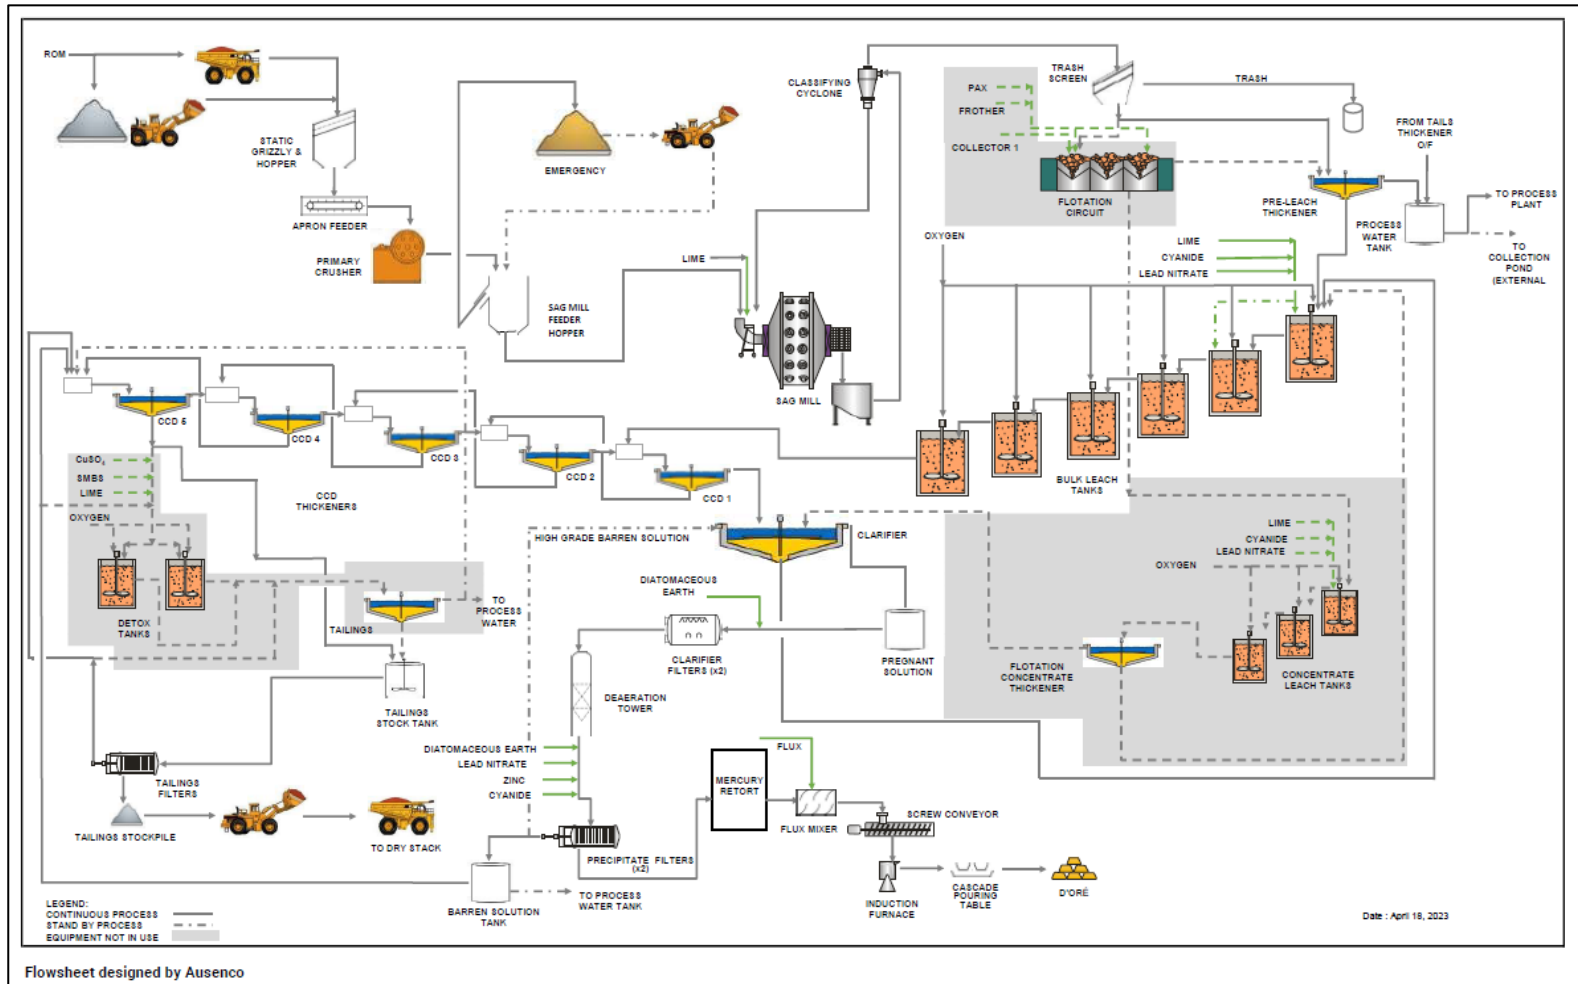 ROM
STATIC
GRIZZLY &
HOPPER
APRON FEEDER
PRIMARY
CRUSHER
EMERGENCY
SAG MILL
FEEDER
HOPPER
LIME
CLASSIFYING
CYCLONE
SAG MILL
TRASH
SCREEN
TRASH
PAX
FROTHER
COLLECTOR 1
FLOTATION
CIRCUIT
FROM TAILS
THICKENER
O/F
PRE-LEACH
THICKENER
PROCESS
WATER
TANK
TO PROCESS
PLANT
TO
COLLECTION
POND
(EXTERNAL
OXYGEN
LIME
CYANIDE
LEAD NITRATE
BULK LEACH
TANKS
CCD 5
CCD 4
CCD 3
CCD 2
CCD 1
CCD
THICKENERS
CuSO₄
SMBS
LIME
OXYGEN
DETOX
TANKS
TAILINGS
TO
PROCESS
WATER
TAILINGS
STOCK TANK
TAILINGS
FILTERS
TAILINGS STOCKPILE
TO DRY STACK
HIGH GRADE BARREN SOLUTION
CLARIFIER
DIATOMACEOUS
EARTH
CLARIFIER
FILTERS (x2)
PREGNANT
SOLUTION
DEAERATION
TOWER
DIATOMACEOUS EARTH
LEAD NITRATE
ZINC
CYANIDE
PRECIPITATE FILTERS
(x2)
BARREN SOLUTION
TANK
TO PROCESS
WATER TANK
MERCURY
RETORT
FLUX
FLUX MIXER
SCREW CONVEYOR
INDUCTION
FURNACE
CASCADE
POURING
TABLE
D'ORÉ
LIME
CYANIDE
LEAD NITRATE
OXYGEN
FLOTATION
CONCENTRATE
THICKENER
CONCENTRATE
LEACH TANKS
LEGEND:
CONTINUOUS PROCESS
STAND BY PROCESS
EQUIPMENT NOT IN USE
Date : April 18, 2023
Flowsheet designed by Ausenco